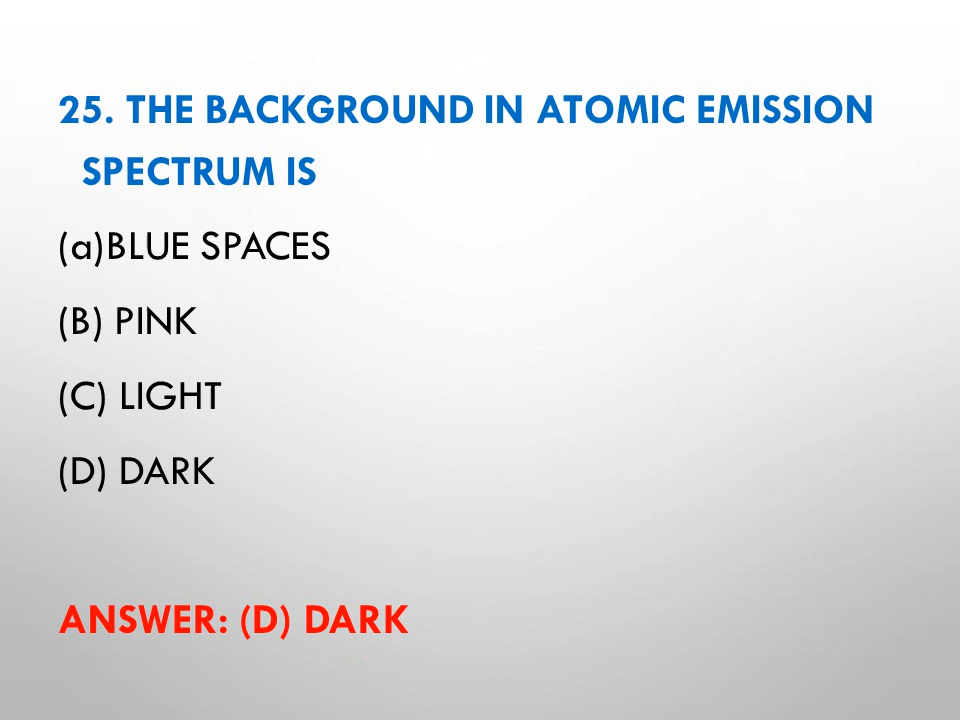 25. THE BACKGROUND IN ATOMIC EMISSION
SPECTRUM IS
(a)BLUE SPACES
(B) PINK
(C) LIGHT
(D) DARK
ANSWER: (D) DARK